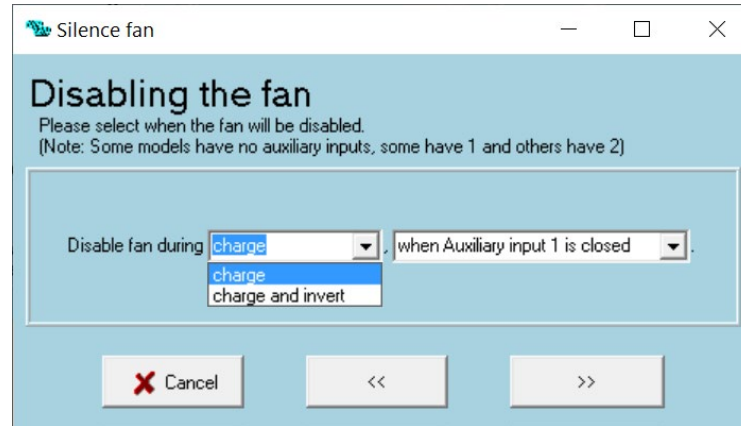 Silence fan
Disabling the fan
Please select when the fan will be disabled.
(Note: Some models have no auxiliary inputs, some have 1 and others have 2)
Disable fan during charge , when Auxiliary input 1 is closed .
charge
charge and invert
Cancel << >>